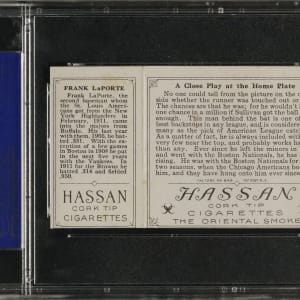 FRANK LaPORTE
Frank LaPorte, the
second baseman whom
the St. Louis Ameri-
cans got from the New
York Highlanders in
February, 1911, came
into the majors from
Buffalo. His last year
with them, 1905, he bat-
ted .331. With the ex-
ception of a few games
in Boston in 1908 he put
in the next five years
with the Yankees. In
1911 for the Browns he
batted .314 and fielded
.950.
HASSAN
CORK TIP
CIGARETTES
A Close Play at the Home Plate
No one could tell from the picture on the
side whether the runner was touched out or
The chances are that he was; for he wouldn't
one chance in a million if Sullivan got the ball
enough. This man behind the bat is one of
best backstops in any league, and is considered
many as the pick of American League catc
As a matter of fact, he is always included with
very few near the top, and probably works ha
than any. Ever since he left the minors in
and went with the Boston Nationals, he has
going. He was with the Boston Nationals for
two seasons, when the Chicago Americans bo
him, and they have hang onto him ever sinc
HASSAN
CORK TIP
CIGARETTES
THE ORIENTAL SMOKE